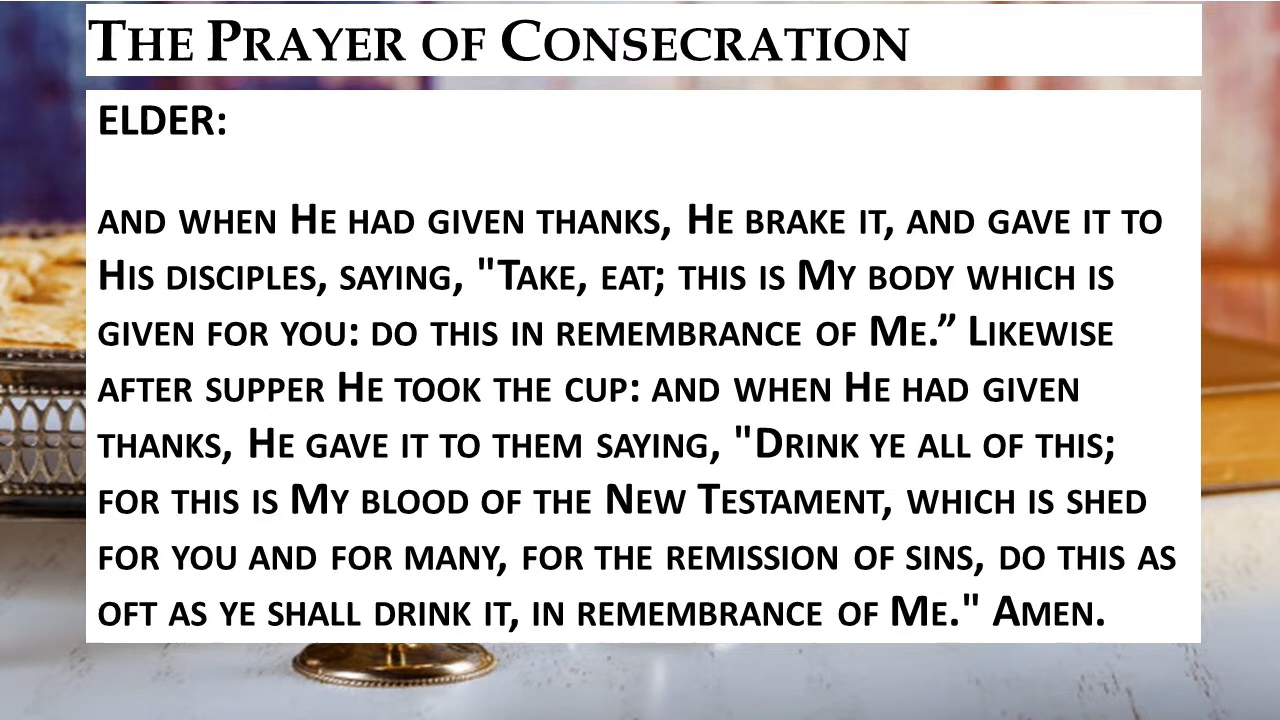 The Prayer of Consecration
ELDER:
and when He had given thanks, He brake it, and gave it to
His disciples, saying, "Take, eat; this is My body which is
given for you: do this in remembrance of Me.” Likewise
after supper He took the cup: and when He had given
thanks, He gave it to them saying, "Drink ye all of this;
for this is My blood of the New Testament, which is shed
for you and for many, for the remission of sins, do this as
oft as ye shall drink it, in remembrance of Me." Amen.